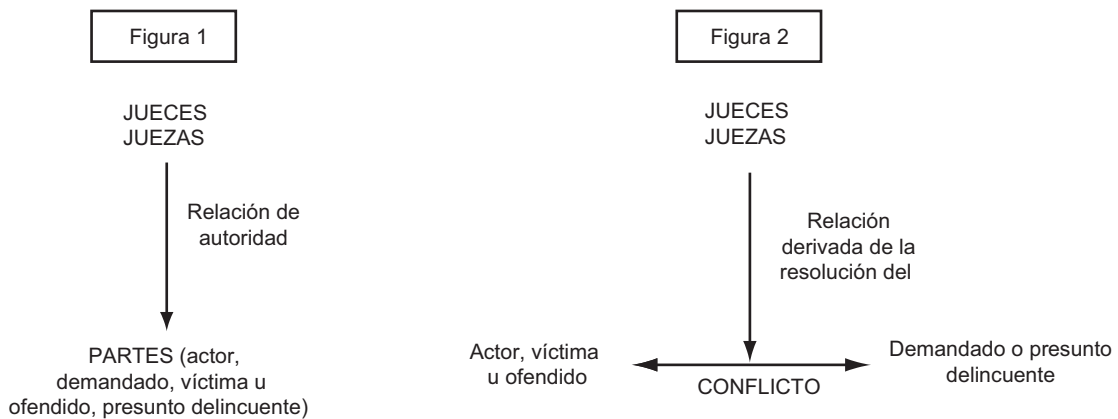 Figura 1
JUECES
JUEZAS
Relación de
autoridad
PARTES (actor,
demandado, víctima u
ofendido, presunto delincuente)
Figura 2
JUECES
JUEZAS
Relación
derivada de la
resolución del
Actor, víctima
u ofendido
CONFLICTO
Demandado o presunto
delincuente